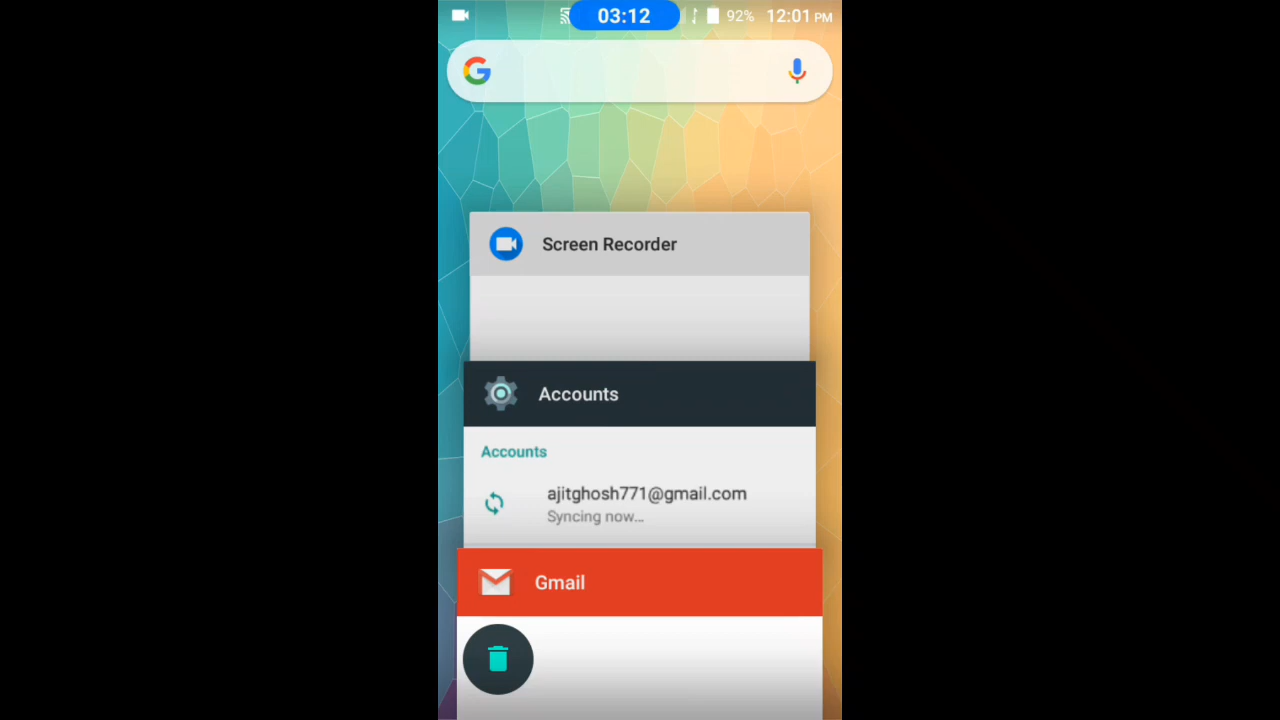 03:12 92% 12:01 PM
Screen Recorder
Accounts
Accounts
ajitghosh771@gmail.com
Syncing now...
Gmail